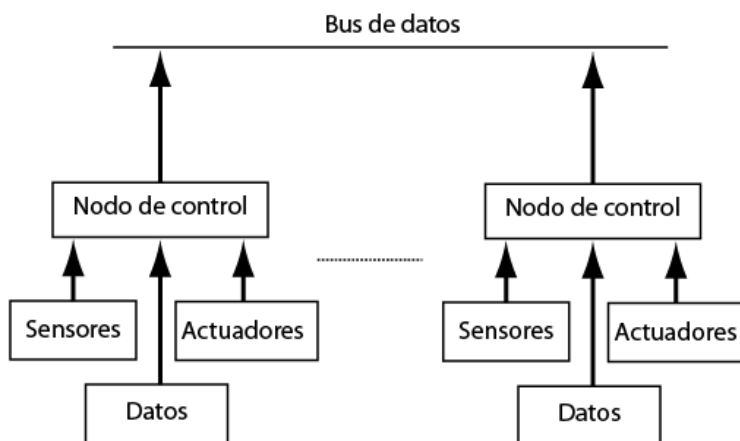 Bus de datos
Nodo de control
Nodo de control
Sensores
Actuadores
Sensores
Actuadores
Datos
Datos